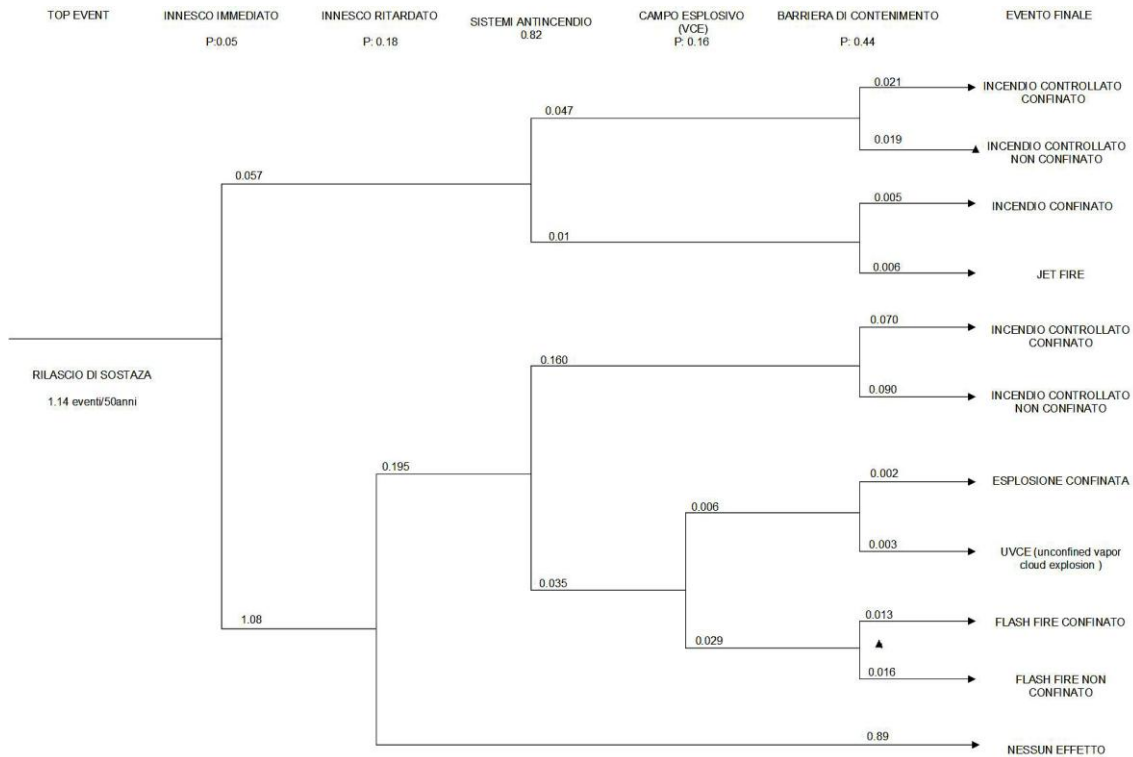 TOP EVENT
INNESCO IMMEDIATO
P:0.05
INNESCO RITARDATO
P: 0.18
SISTEMI ANTINCENDIO
0.82
CAMPO ESPLOSIVO
(VCE)
P: 0.16
BARRIERA DI CONTENIMENTO
P: 0.44
EVENTO FINALE
0.021
INCENDIO CONTROLLATO
CONFINATO
0.047
0.019
INCENDIO CONTROLLATO
NON CONFINATO
0.057
0.005
INCENDIO CONFINATO
0.01
0.006
JET FIRE
0.070
INCENDIO CONTROLLATO
CONFINATO
0.160
RILASCIO DI SOSTAZA
1.14 eventi/50anni
0.090
INCENDIO CONTROLLATO
NON CONFINATO
0.195
0.002
ESPLOSIONE CONFINATA
0.006
0.003
UVCE (unconfined vapor
cloud explosion )
0.035
1.08
0.013
FLASH FIRE CONFINATO
0.029
0.016
FLASH FIRE NON
CONFINATO
0.89
NESSUN EFFETTO